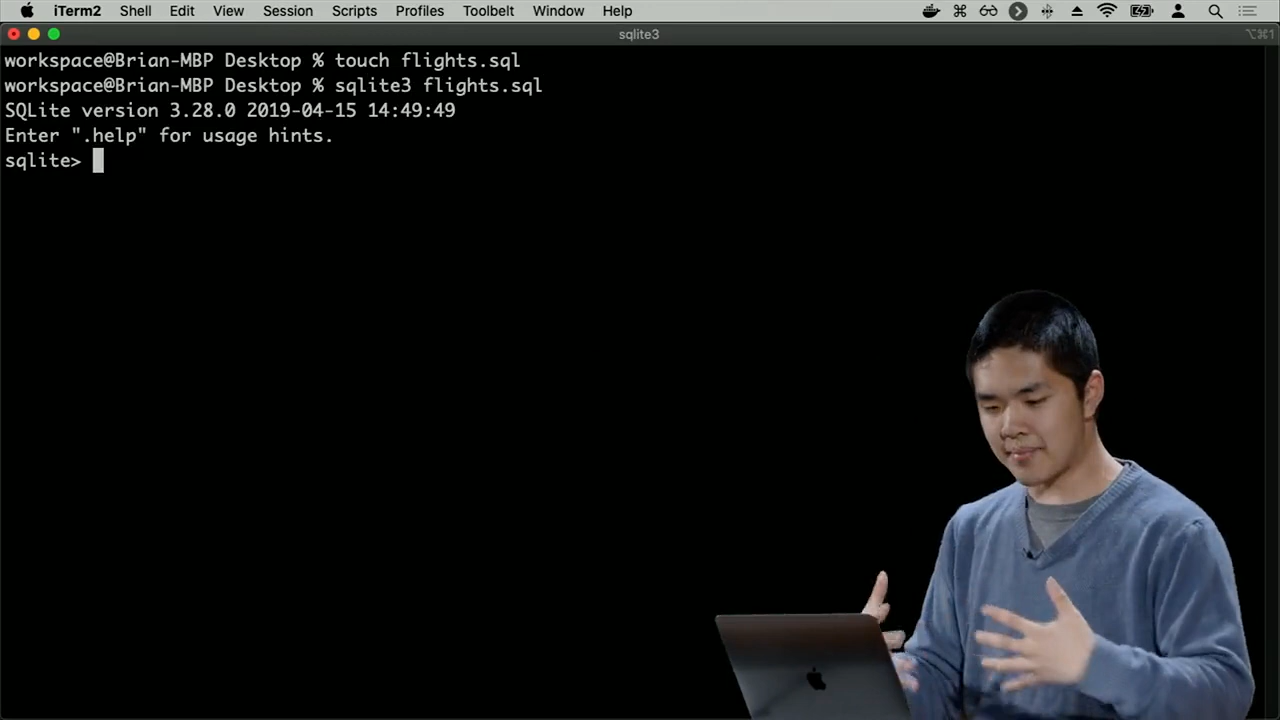 iTerm2 Shell Edit View Session Scripts Profiles Toolbelt Window Help
sqlite3 ⌥⌘1
workspace@Brian-MBP Desktop % touch flights.sql
workspace@Brian-MBP Desktop % sqlite3 flights.sql
SQLite version 3.28.0 2019-04-15 14:49:49
Enter ".help" for usage hints.
sqlite>